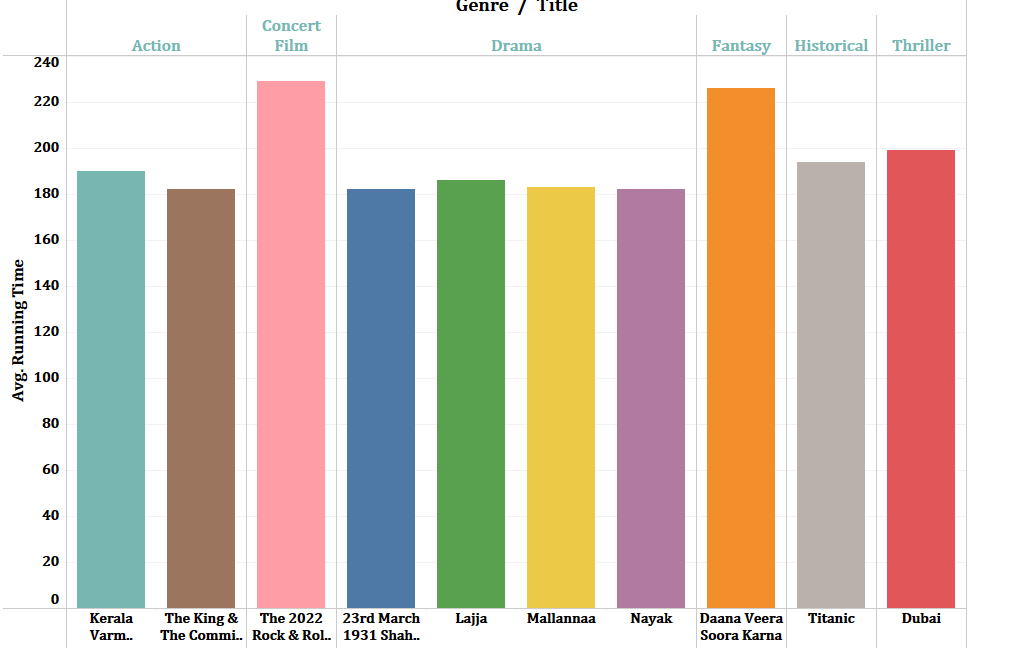 Genre / Title
Action
Concert
Film
Drama
Fantasy
Historical
Thriller
Avg. Running Time
240
220
200
180
160
140
120
100
80
60
40
20
0
Kerala
Varm..
The King &
The Commi..
The 2022
Rock & Rol..
23rd March
1931 Shah..
Lajja
Mallannaa
Nayak
Daana Veera
Soora Karna
Titanic
Dubai